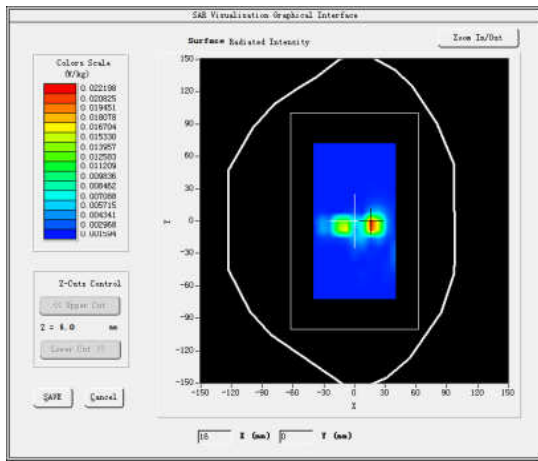 SAR Visualization Graphical Interface
Surface Radiated Intensity
Zoom In/Out
Colors Scale
(W/kg)
0.022198
0.020825
0.019451
0.018078
0.016704
0.015330
0.013957
0.012583
0.011209
0.009836
0.008462
0.007088
0.005715
0.004341
0.002968
0.001594
150
120
90
60
30
0
-30
-60
-90
-120
-150
Y
-150 -120 -90 -60 -30 0 30 60 90 120 150
X
Z-Cuts Control
<< Upper Cut
Z = 4.0 mm
Lower Cut >>
SAVE Cancel
16 X (mm) 0 Y (mm)